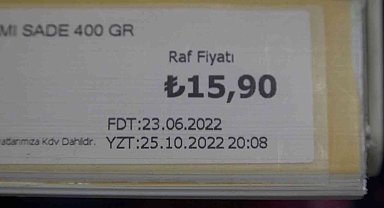 MI SADE 400 GR
Raf Fiyatı
₺15,90
FDT:23.06.2022
yatlarımıza Kdv Dahildir. YZT:25.10.2022 20:08